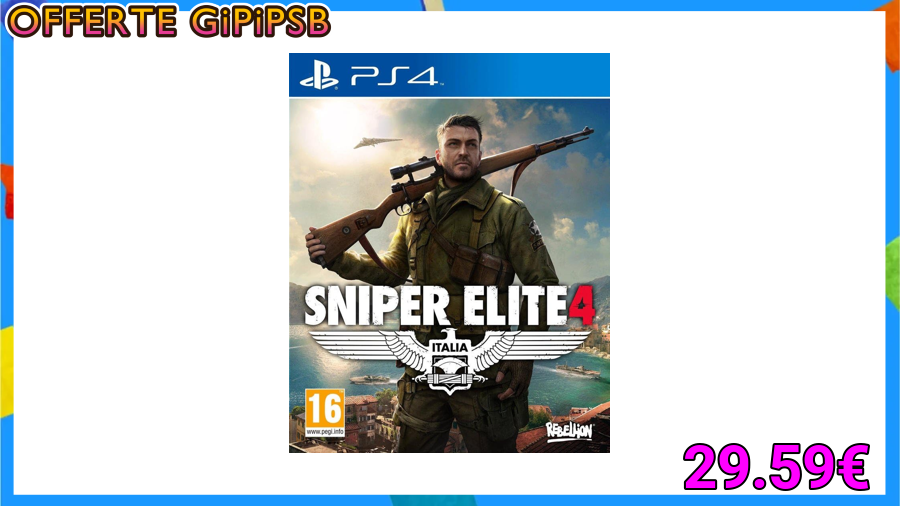 OFFERTE GiPiPSB
PS4
SNIPER ELITE 4
ITALIA
16
www.pegi.info
REBELLION
29.59€